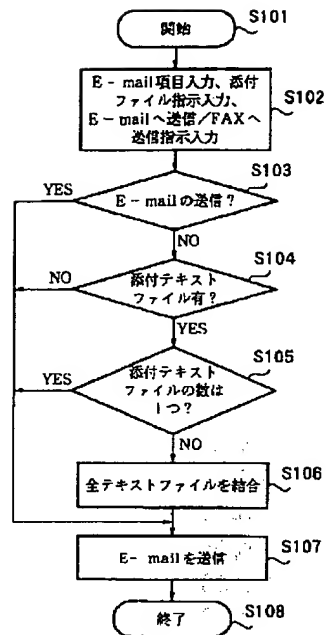 開始
S101
E-mail項目入力、添付
ファイル指示入力、
E-mailへ送信/FAXへ
送信指示入力
S102
S103
YES
E-mailの送信?
NO
S104
NO
添付テキスト
ファイル有?
YES
S105
YES
添付テキスト
ファイルの数は
1つ?
NO
全テキストファイルを結合
S106
E-mailを送信
S107
終了
S108